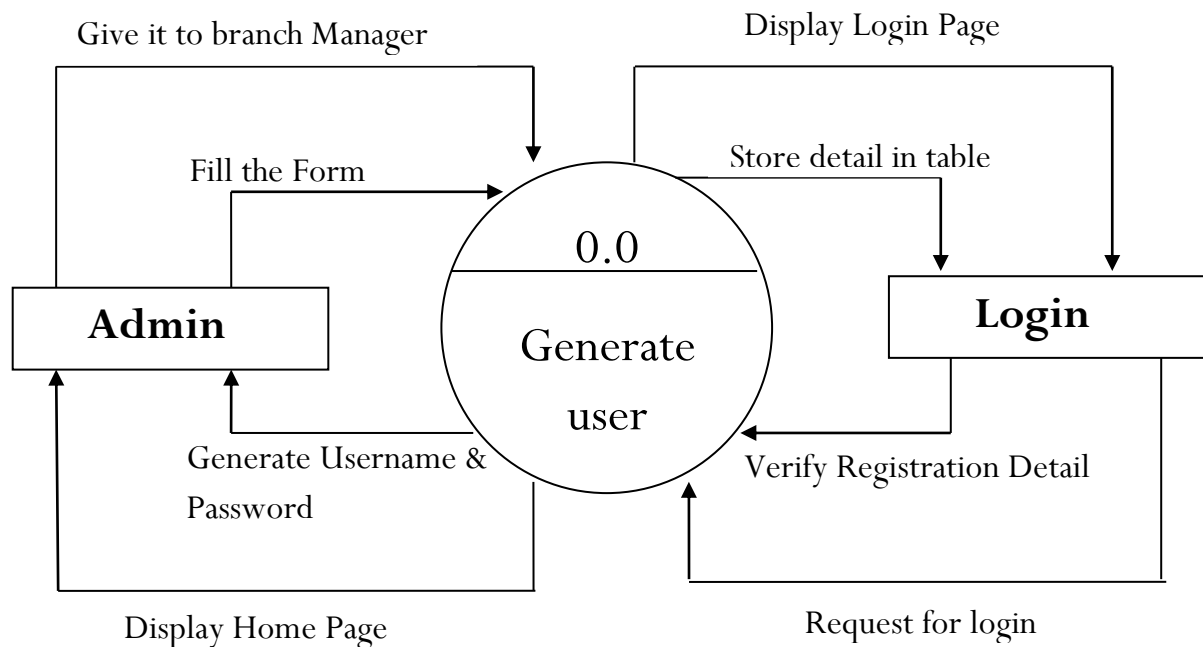 Give it to branch Manager
Display Login Page
Fill the Form
Store detail in table
0.0
Admin
Generate
user
Login
Generate Username &
Password
Verify Registration Detail
Display Home Page
Request for login